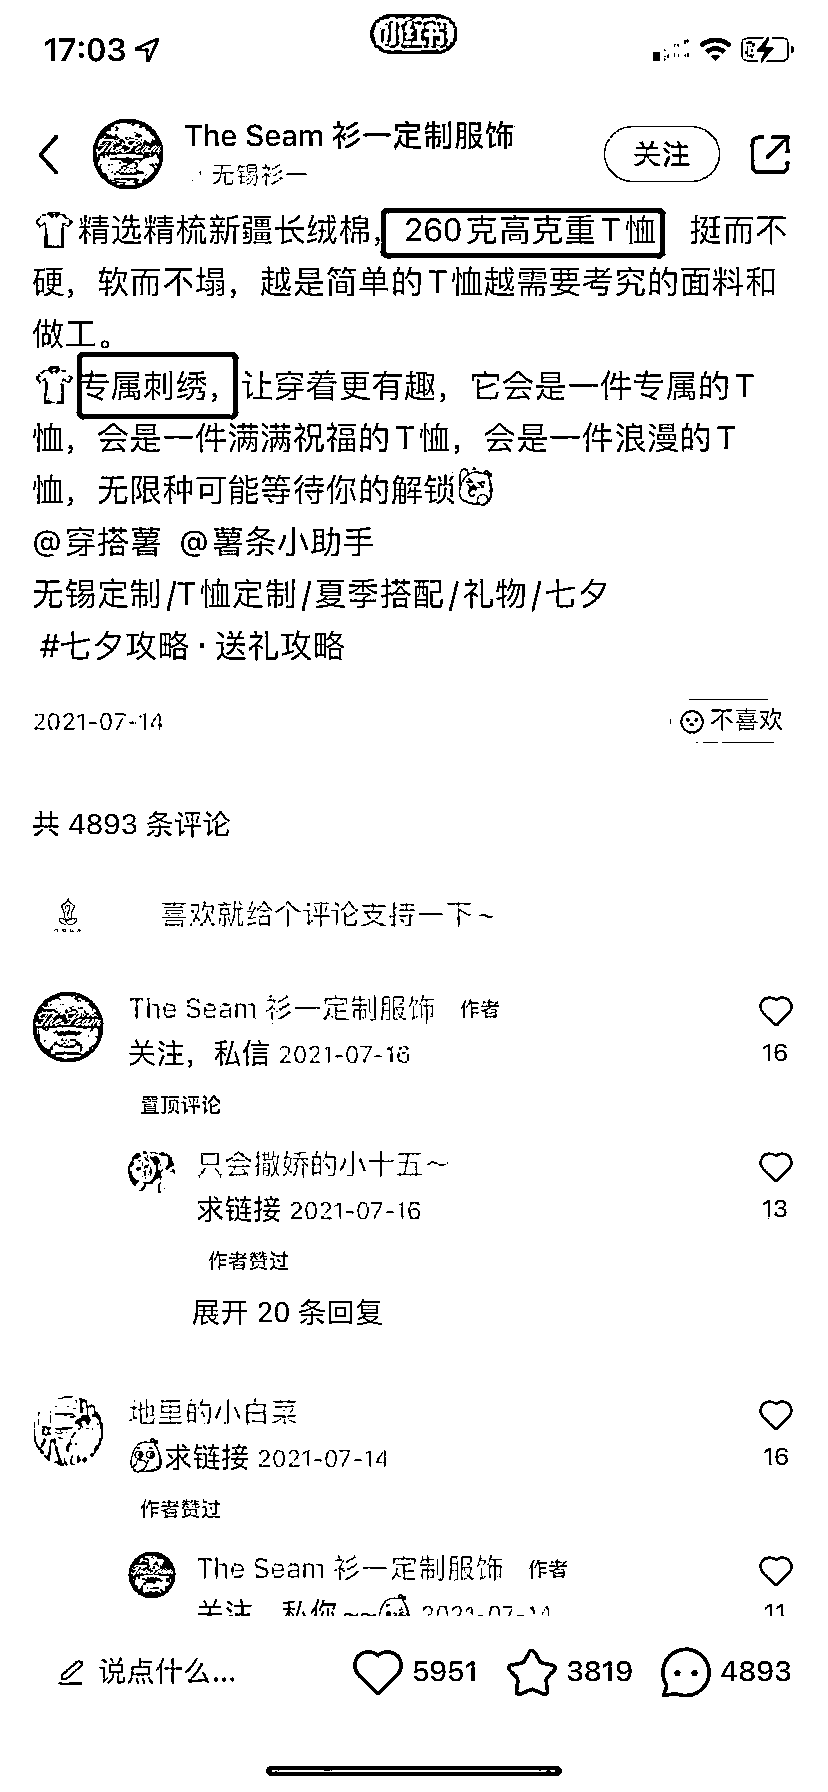 17:03
小红书
The Seam 衫一定制服饰
无锡衫一
关注
精选精梳新疆长绒棉，260克高克重T恤 挺而不
硬，软而不塌，越是简单的T恤越需要考究的面料和
做工。
专属刺绣，让穿着更有趣，它会是一件专属的T
恤，会是一件满满祝福的T恤，会是一件浪漫的T
恤，无限种可能等待你的解锁
@穿搭薯 @薯条小助手
无锡定制/T恤定制/夏季搭配/礼物/七夕
#七夕攻略·送礼攻略
2021-07-14
不喜欢
共 4893 条评论
喜欢就给个评论支持一下~
The Seam 衫一定制服饰 作者
关注，私信 2021-07-16
16
置顶评论
只会撒娇的小十五~
求链接 2021-07-16
13
作者赞过
展开 20 条回复
地里的小白菜
求链接 2021-07-14
16
作者赞过
The Seam 衫一定制服饰 作者
关注，私你~~ 2021-07-14
11
说点什么...
5951
3819
4893